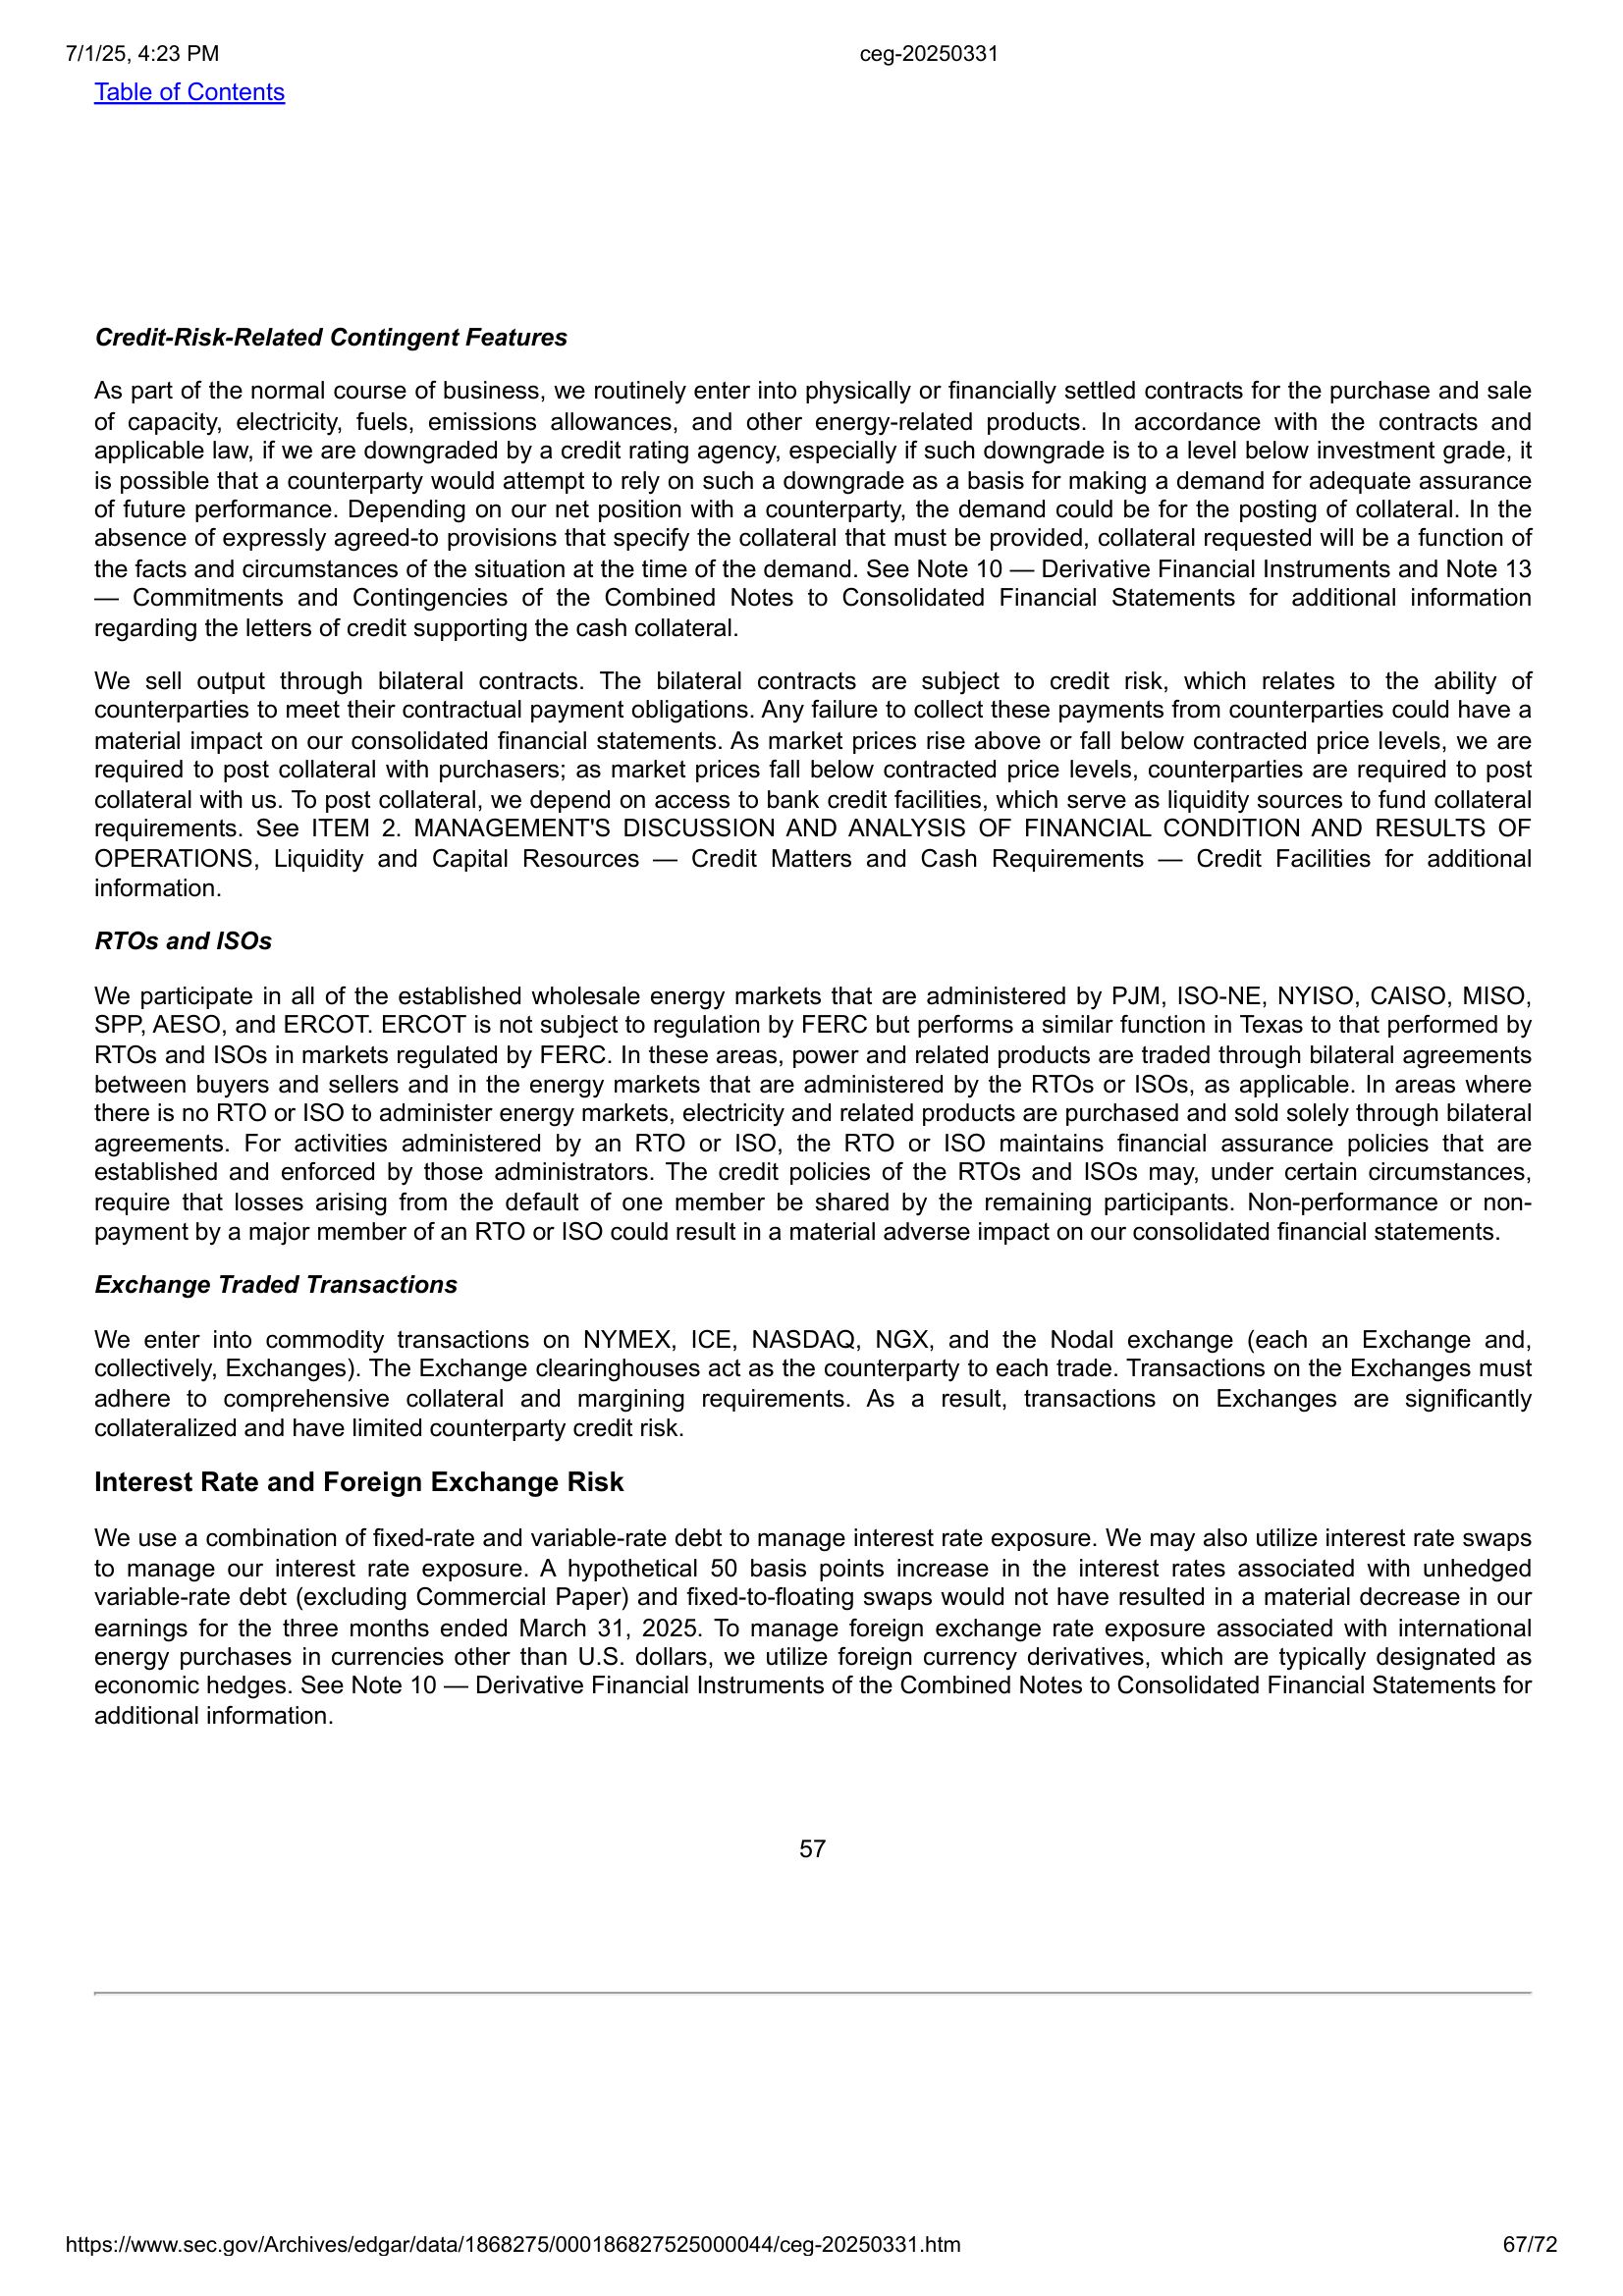 7/1/25, 4:23 PM
ceg-20250331
Table of Contents
Credit-Risk-Related Contingent Features
As part of the normal course of business, we routinely enter into physically or financially settled contracts for the purchase and sale
of capacity, electricity, fuels, emissions allowances, and other energy-related products. In accordance with the contracts and
applicable law, if we are downgraded by a credit rating agency, especially if such downgrade is to a level below investment grade, it
is possible that a counterparty would attempt to rely on such a downgrade as a basis for making a demand for adequate assurance
of future performance. Depending on our net position with a counterparty, the demand could be for the posting of collateral. In the
absence of expressly agreed-to provisions that specify the collateral that must be provided, collateral requested will be a function of
the facts and circumstances of the situation at the time of the demand. See Note 10 — Derivative Financial Instruments and Note 13
— Commitments and Contingencies of the Combined Notes to Consolidated Financial Statements for additional information
regarding the letters of credit supporting the cash collateral.
We sell output through bilateral contracts. The bilateral contracts are subject to credit risk, which relates to the ability of
counterparties to meet their contractual payment obligations. Any failure to collect these payments from counterparties could have a
material impact on our consolidated financial statements. As market prices rise above or fall below contracted price levels, we are
required to post collateral with purchasers; as market prices fall below contracted price levels, counterparties are required to post
collateral with us. To post collateral, we depend on access to bank credit facilities, which serve as liquidity sources to fund collateral
requirements. See ITEM 2. MANAGEMENT'S DISCUSSION AND ANALYSIS OF FINANCIAL CONDITION AND RESULTS OF
OPERATIONS, Liquidity and Capital Resources — Credit Matters and Cash Requirements — Credit Facilities for additional
information.
RTOs and ISOs
We participate in all of the established wholesale energy markets that are administered by PJM, ISO-NE, NYISO, CAISO, MISO,
SPP, AESO, and ERCOT. ERCOT is not subject to regulation by FERC but performs a similar function in Texas to that performed by
RTOs and ISOs in markets regulated by FERC. In these areas, power and related products are traded through bilateral agreements
between buyers and sellers and in the energy markets that are administered by the RTOs or ISOs, as applicable. In areas where
there is no RTO or ISO to administer energy markets, electricity and related products are purchased and sold solely through bilateral
agreements. For activities administered by an RTO or ISO, the RTO or ISO maintains financial assurance policies that are
established and enforced by those administrators. The credit policies of the RTOs and ISOs may, under certain circumstances,
require that losses arising from the default of one member be shared by the remaining participants. Non-performance or non-
payment by a major member of an RTO or ISO could result in a material adverse impact on our consolidated financial statements.
Exchange Traded Transactions
We enter into commodity transactions on NYMEX, ICE, NASDAQ, NGX, and the Nodal exchange (each an Exchange and,
collectively, Exchanges). The Exchange clearinghouses act as the counterparty to each trade. Transactions on the Exchanges must
adhere to comprehensive collateral and margining requirements. As a result, transactions on Exchanges are significantly
collateralized and have limited counterparty credit risk.
Interest Rate and Foreign Exchange Risk
We use a combination of fixed-rate and variable-rate debt to manage interest rate exposure. We may also utilize interest rate swaps
to manage our interest rate exposure. A hypothetical 50 basis points increase in the interest rates associated with unhedged
variable-rate debt (excluding Commercial Paper) and fixed-to-floating swaps would not have resulted in a material decrease in our
earnings for the three months ended March 31, 2025. To manage foreign exchange rate exposure associated with international
energy purchases in currencies other than U.S. dollars, we utilize foreign currency derivatives, which are typically designated as
economic hedges. See Note 10 — Derivative Financial Instruments of the Combined Notes to Consolidated Financial Statements for
additional information.
57
https://www.sec.gov/Archives/edgar/data/1868275/000186827525000044/ceg-20250331.htm
67/72